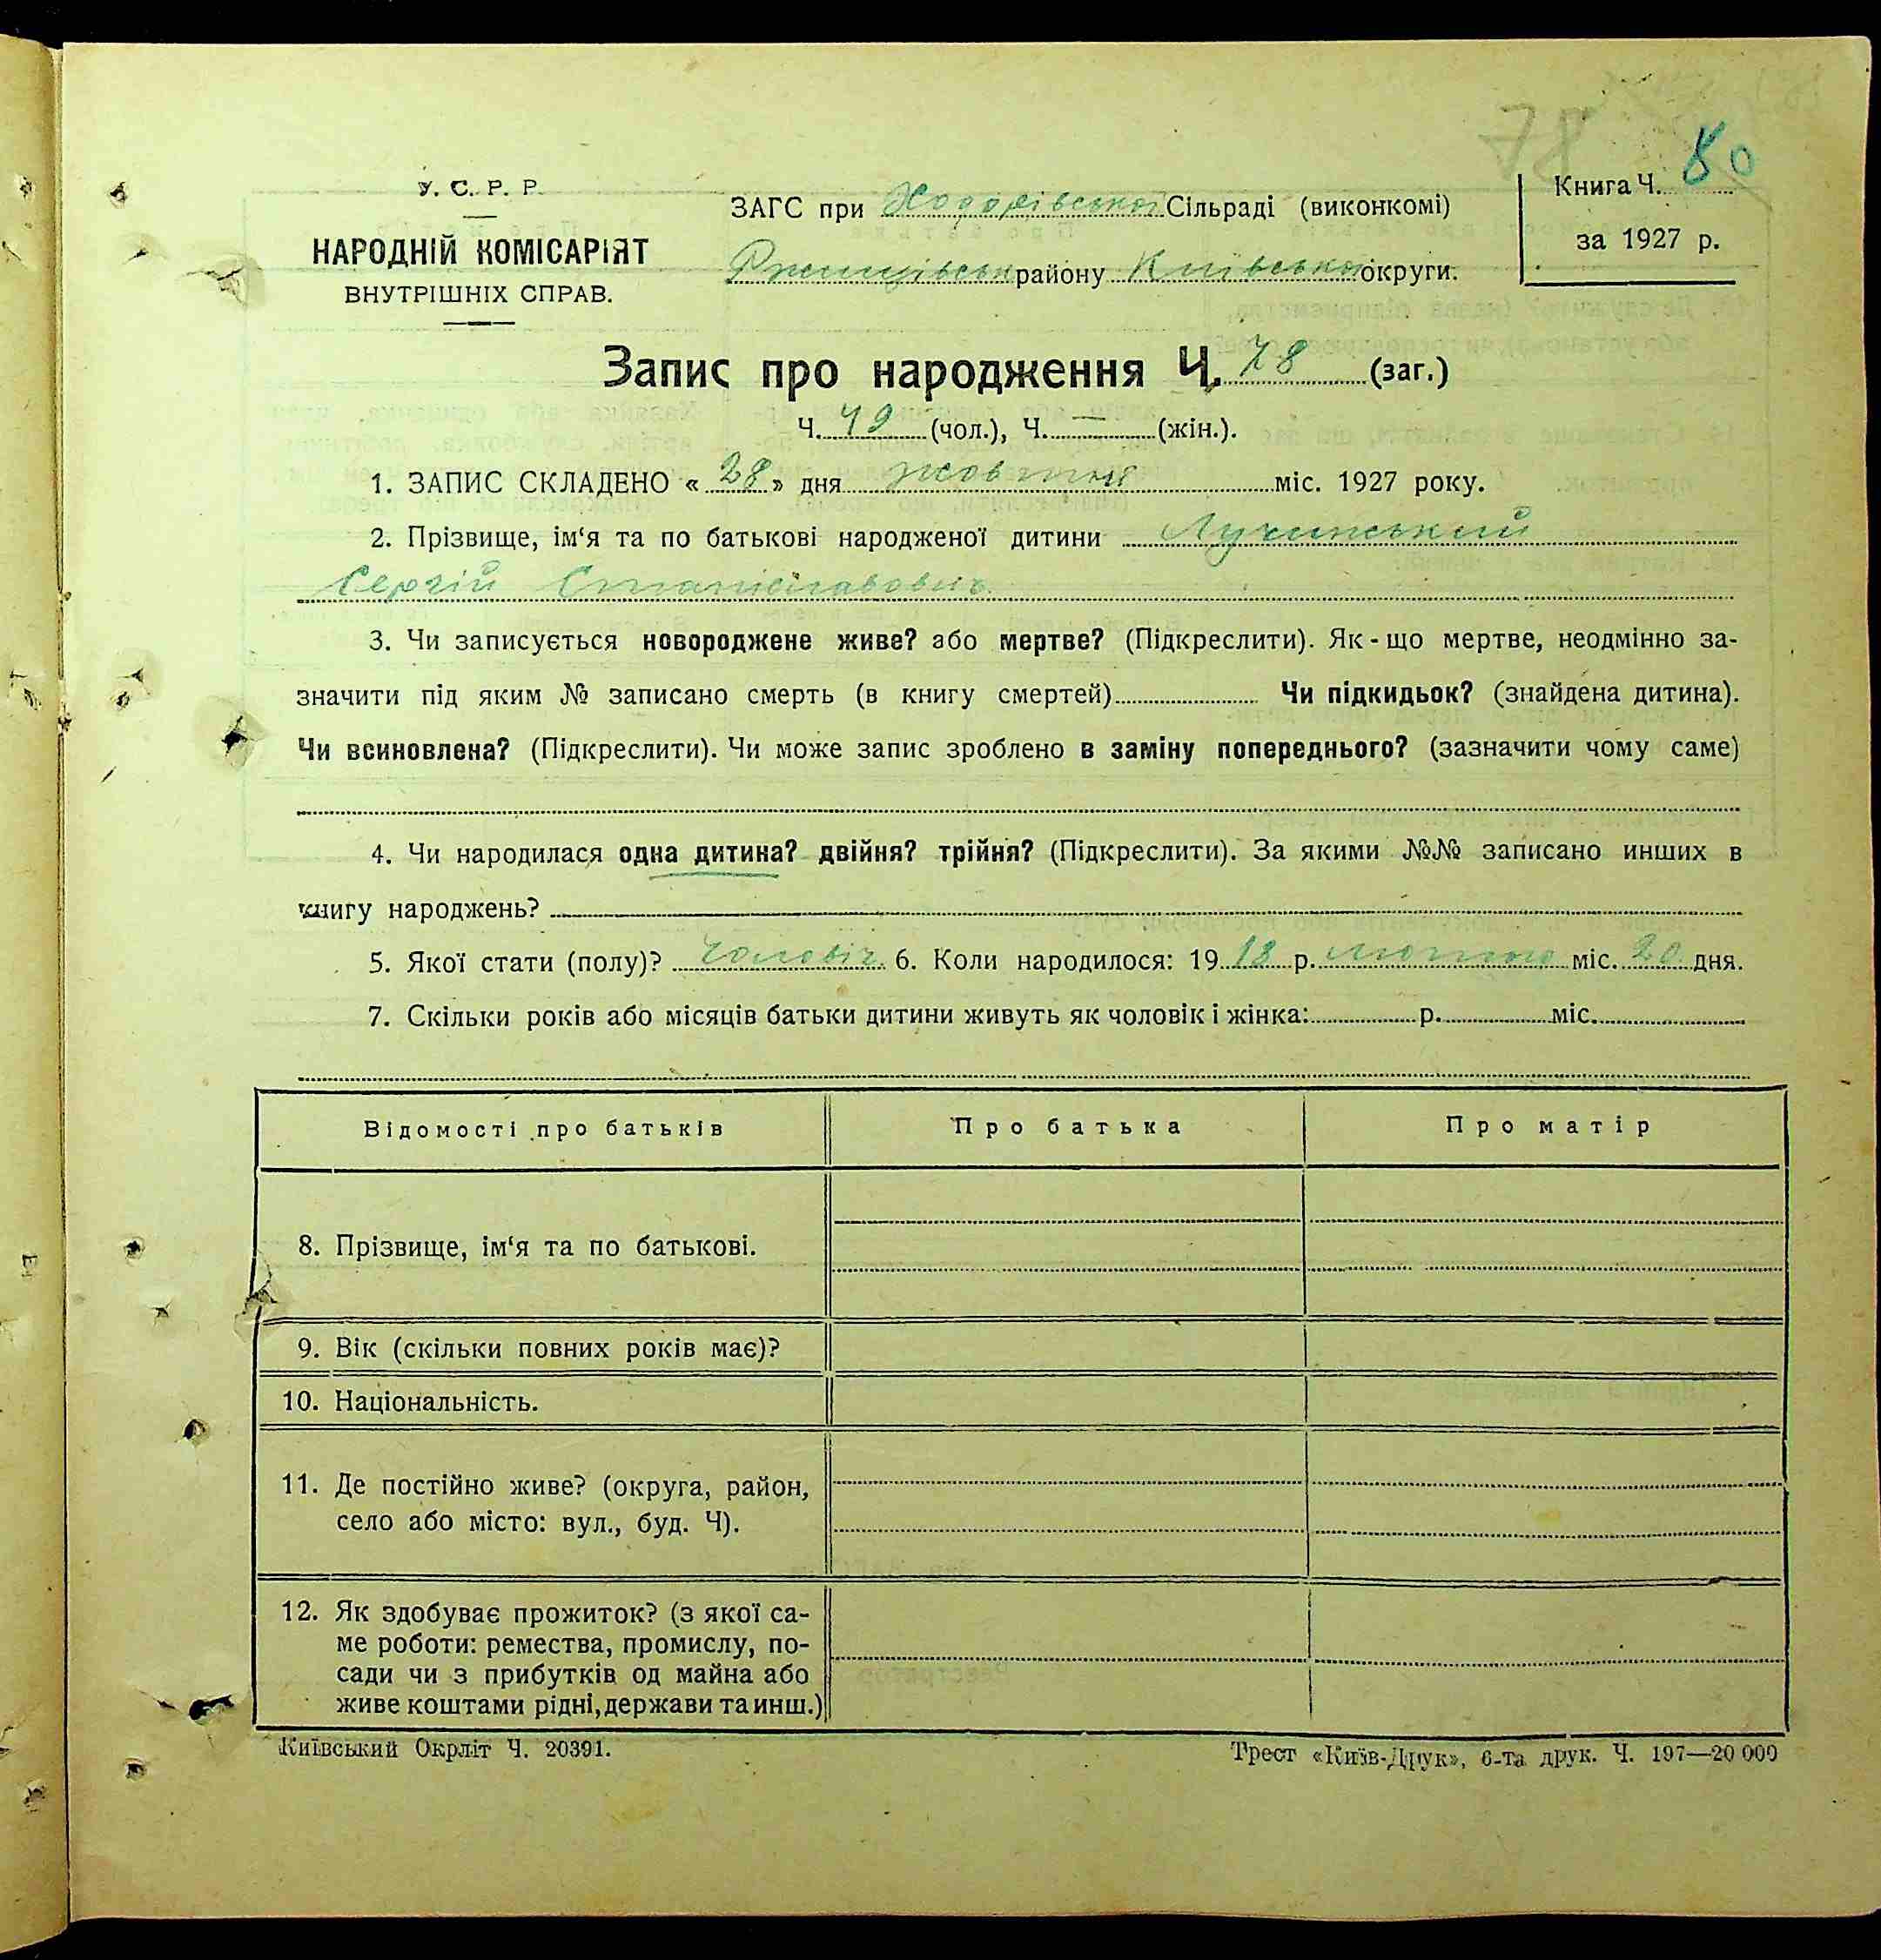 78 80
У. С. Р. Р.
НАРОДНІЙ КОМІСАРІЯТ
ВНУТРІШНІХ СПРАВ.
ЗАГС при Ходорівської Сільраді (виконкомі)
Ржищівськ району Київської округи.
Книга Ч.
за 1927 р.
Запис про народження Ч. 78 (заг.)
Ч. 49 (чол.), Ч. — (жін.).
1. ЗАПИС СКЛАДЕНО « 28 » дня жовтня міс. 1927 року.
2. Прізвище, ім‘я та по батькові народженої дитини Лучинський
Сергій Станіславович.
3. Чи записується новороджене живе? або мертве? (Підкреслити). Як-що мертве, неодмінно за-
значити під яким № записано смерть (в книгу смертей) Чи підкидьок? (знайдена дитина).
Чи всиновлена? (Підкреслити). Чи може запис зроблено в заміну попереднього? (зазначити чому саме)
4. Чи народилася одна дитина? двійня? трійня? (Підкреслити). За якими №№ записано инших в
книгу народжень?
5. Якої стати (полу)? чоловіч. 6. Коли народилося: 19 18 р. лютого міс. 20 дня.
7. Скільки років або місяців батьки дитини живуть як чоловік і жінка: р. міс.
Відомості про батьків Про батька Про матір
8. Прізвище, ім‘я та по батькові.
9. Вік (скільки повних років має)?
10. Національність.
11. Де постійно живе? (округа, район,
село або місто: вул., буд. Ч).
12. Як здобуває прожиток? (з якої са-
ме роботи: ремества, промислу, по-
сади чи з прибутків од майна або
живе коштами рідні, держави та инш.)
Київський Окрліт Ч. 20391.
Трест «Київ-Друк», 6-та друк. Ч. 197—20 000